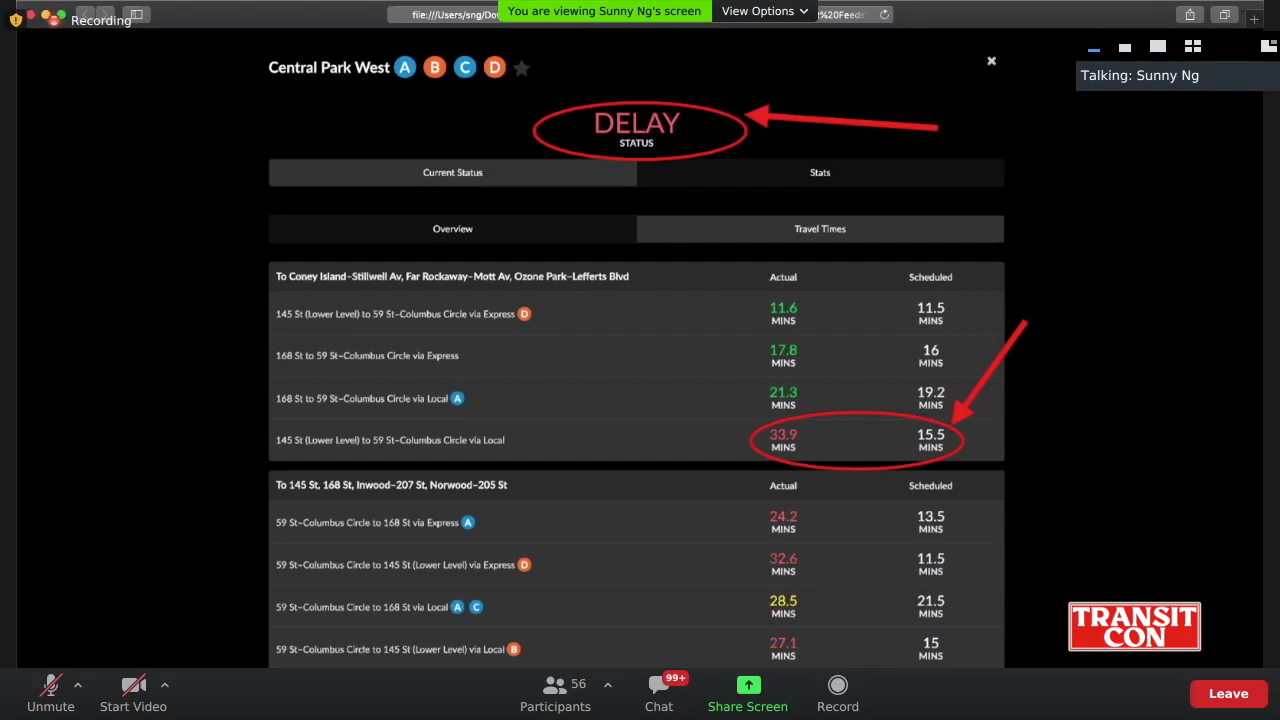 Recording
file:///Users/sng/Do
You are viewing Sunny Ng's screen
View Options
20Feeds
Talking: Sunny Ng
Central Park West A B C D
DELAY
STATUS
Current Status Stats
Overview Travel Times
To Coney Island-Stillwell Av, Far Rockaway-Mott Av, Ozone Park-Lefferts Blvd Actual Scheduled
145 St (Lower Level) to 59 St-Columbus Circle via Express D 11.6 MINS 11.5 MINS
168 St to 59 St-Columbus Circle via Express 17.8 MINS 16 MINS
168 St to 59 St-Columbus Circle via Local A 21.3 MINS 19.2 MINS
145 St (Lower Level) to 59 St-Columbus Circle via Local 33.9 MINS 15.5 MINS
To 145 St, 168 St, Inwood-207 St, Norwood-205 St Actual Scheduled
59 St-Columbus Circle to 168 St via Express A 24.2 MINS 13.5 MINS
59 St-Columbus Circle to 145 St (Lower Level) via Express D 32.6 MINS 11.5 MINS
59 St-Columbus Circle to 168 St via Local A C 28.5 MINS 21.5 MINS
59 St-Columbus Circle to 145 St (Lower Level) via Local B 27.1 MINS 15 MINS
TRANSIT
CON
Unmute
Start Video
56
Participants
99+
Chat
Share Screen
Record
Leave